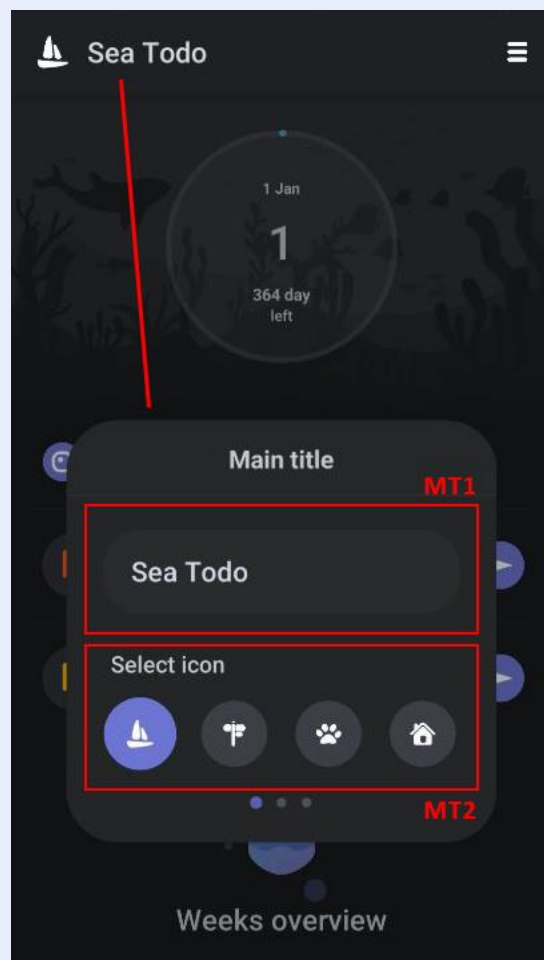 Sea Todo
1 Jan
1
364 day
left
Main title
MT1
Sea Todo
Select icon
MT2
Weeks overview